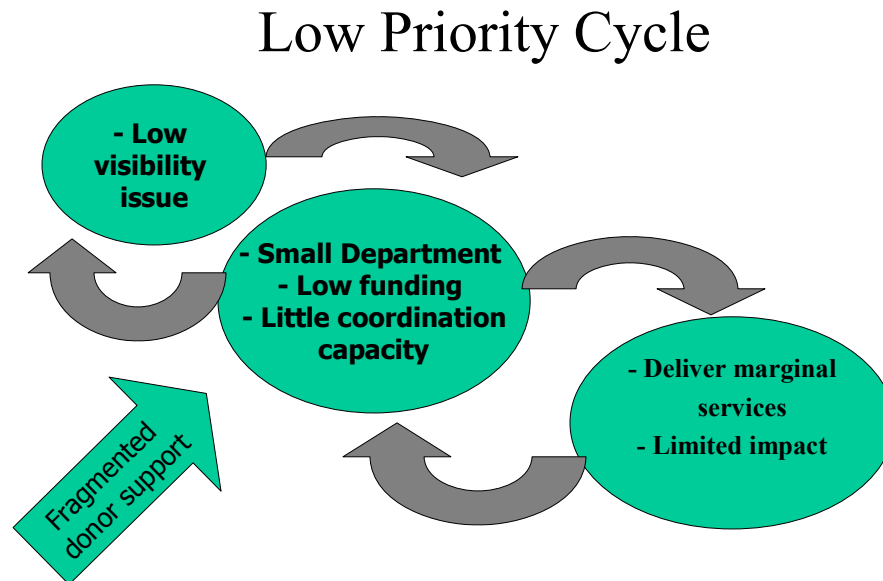 Low Priority Cycle
- Low
visibility
issue
- Small Department
- Low funding
- Little coordination
capacity
- Deliver marginal
services
- Limited impact
Fragmented
donor support